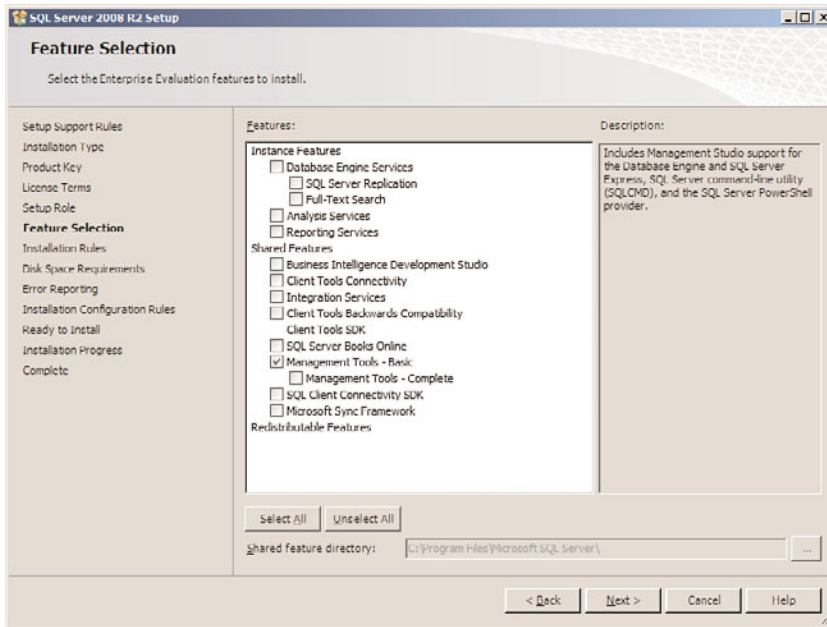 SQL Server 2008 R2 Setup
Feature Selection
Select the Enterprise Evaluation features to install.
Setup Support Rules
Installation Type
Product Key
License Terms
Setup Role
Feature Selection
Installation Rules
Disk Space Requirements
Error Reporting
Installation Configuration Rules
Ready to Install
Installation Progress
Complete
Features:
Instance Features
Database Engine Services
SQL Server Replication
Full-Text Search
Analysis Services
Reporting Services
Shared Features
Business Intelligence Development Studio
Client Tools Connectivity
Integration Services
Client Tools Backwards Compatibility
Client Tools SDK
SQL Server Books Online
Management Tools - Basic
Management Tools - Complete
SQL Client Connectivity SDK
Microsoft Sync Framework
Redistributable Features
Description:
Includes Management Studio support for
the Database Engine and SQL Server
Express, SQL Server command-line utility
(SQLCMD), and the SQL Server PowerShell
provider.
Select All
Unselect All
Shared feature directory:
C:\Program Files\Microsoft SQL Server\
...
< Back
Next >
Cancel
Help